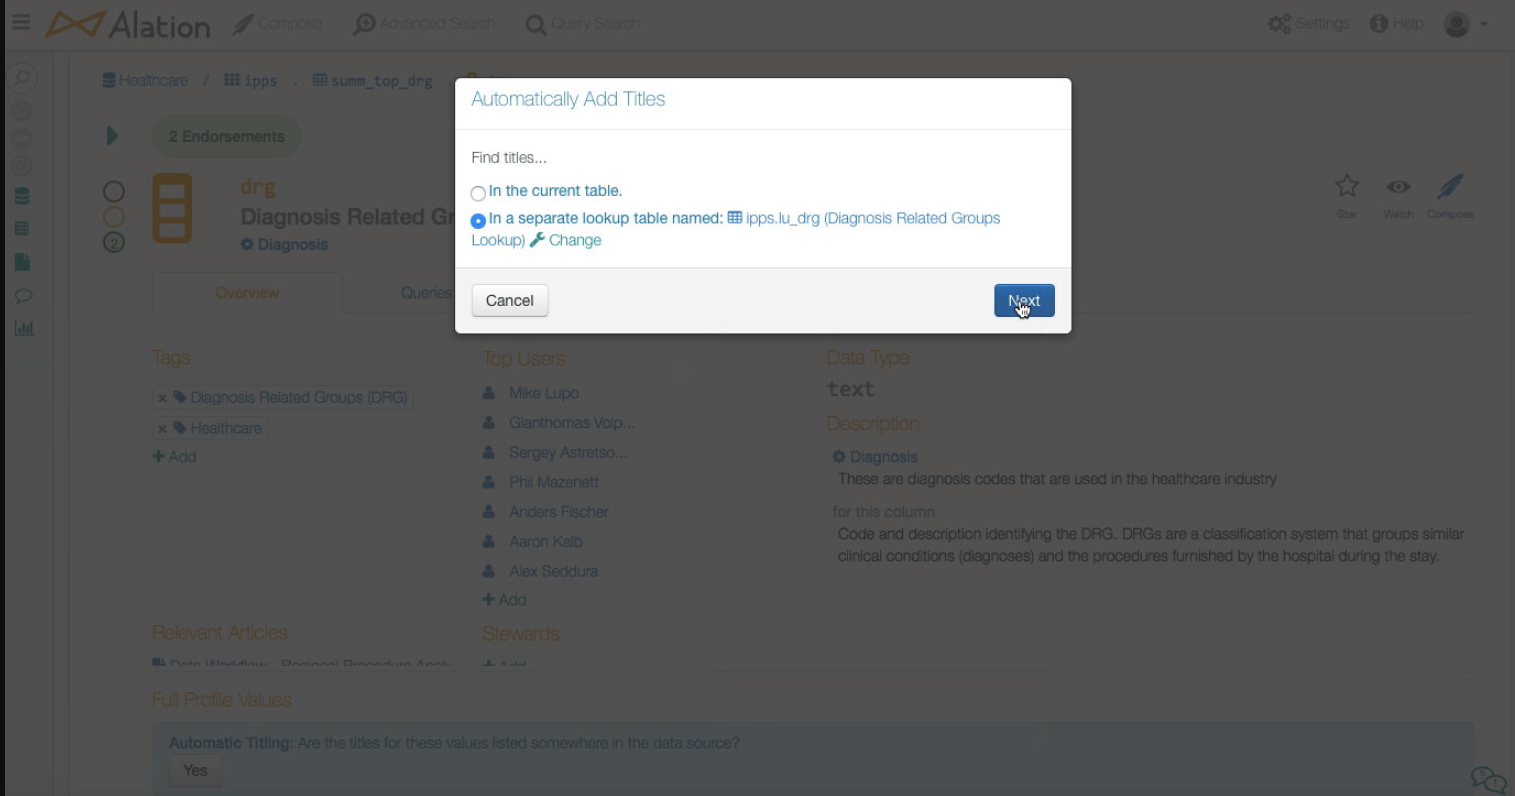 Alation Compose Advanced Search Query Search Settings Help
Healthcare / ipps . summ_top_drg .
Automatically Add Titles
2 Endorsements
Find titles...
drg
In the current table.
Diagnosis Related Gr
In a separate lookup table named: ipps.lu_drg (Diagnosis Related Groups
Lookup) Change
Star Watch Compose
2
Diagnosis
Overview Queries
Cancel Next
Tags Top Users Data Type
Mike Lupo text
× Diagnosis Related Groups (DRG)
Gianthomas Volp... Description
× Healthcare
Sergey Astretso... Diagnosis
+ Add
These are diagnosis codes that are used in the healthcare industry
Phil Mazenett
Anders Fischer for this column
Code and description identifying the DRG. DRGs are a classification system that groups similar
Aaron Kalb
clinical conditions (diagnoses) and the procedures furnished by the hospital during the stay.
Alex Seddura
+ Add
Relevant Articles Stewards
Data Workflow - Regional Procedure Apply + Add
Full Profile Values
Automatic Titling: Are the titles for these values listed somewhere in the data source?
Yes